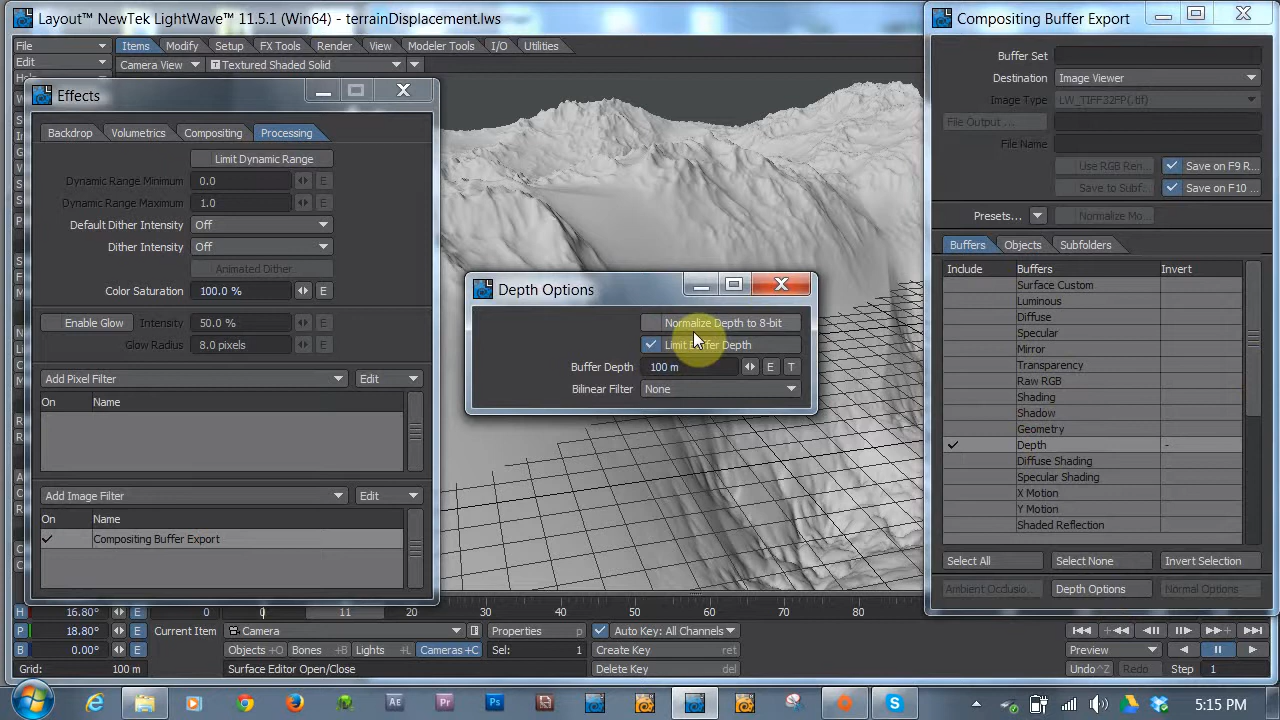 Layout™ NewTek LightWave™ 11.5.1 (Win64) - terrainDisplacement.lws
File
Items Modify Setup FX Tools Render View Modeler Tools I/O Utilities
Edit
Camera View Textured Shaded Solid
Effects
Backdrop Volumetrics Compositing Processing
Limit Dynamic Range
Dynamic Range Minimum 0.0 E
Dynamic Range Maximum 1.0 E
Default Dither Intensity Off
Dither Intensity Off
Animated Dither
Color Saturation 100.0 % E
Enable Glow Intensity 50.0 % E
Glow Radius 8.0 pixels E
Add Pixel Filter Edit
On Name
Add Image Filter Edit
On Name
Compositing Buffer Export
Depth Options
Normalize Depth to 8-bit
Limit Buffer Depth
Buffer Depth 100 m E T
Bilinear Filter None
Compositing Buffer Export
Buffer Set
Destination Image Viewer
Image Type LW_TIFF32FP(.tif)
File Output ...
File Name
Use RGB Ren... Save on F9 R...
Save to Subf... Save on F10 ...
Presets... Normalize Mo...
Buffers Objects Subfolders
Include Buffers Invert
Surface Custom
Luminous
Diffuse
Specular
Mirror
Transparency
Raw RGB
Shading
Shadow
Geometry
Depth -
Diffuse Shading
Specular Shading
X Motion
Y Motion
Shaded Reflection
Select All Select None Invert Selection
Ambient Occlusio... Depth Options Normal Options
H 16.80° E 0 0 11 20 30 40 50 60 70 80
P 18.80° E Current Item Camera Properties p Auto Key: All Channels
B 0.00° E Objects +O Bones +B Lights +L Cameras +C Sel: 1 Create Key ret Preview
Grid: 100 m Surface Editor Open/Close Delete Key del Undo ^Z Redo Step 1
5:15 PM